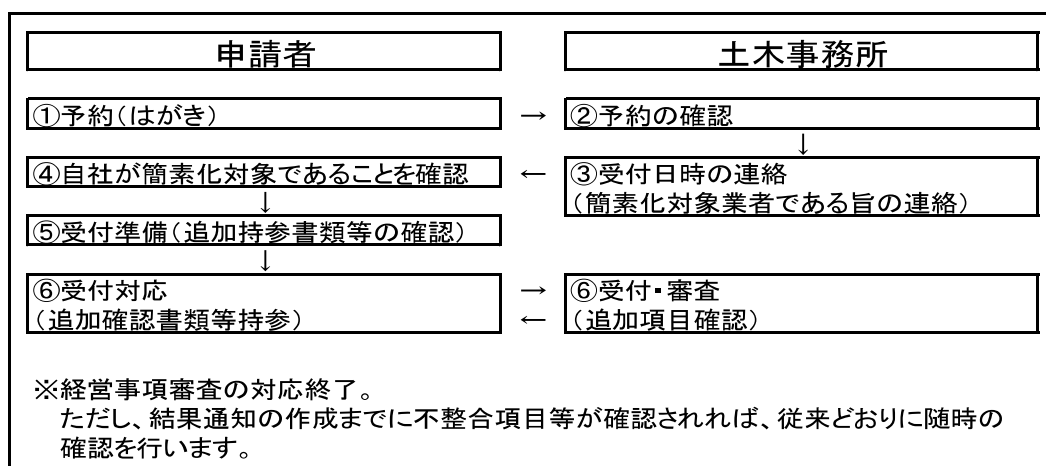 申請者
土木事務所
①予約(はがき)
→
②予約の確認
↓
④自社が簡素化対象であることを確認
←
③受付日時の連絡
(簡素化対象業者である旨の連絡)
↓
⑤受付準備(追加持参書類等の確認)
↓
⑥受付対応
(追加確認書類等持参)
→
←
⑥受付・審査
(追加項目確認)
※経営事項審査の対応終了。
ただし、結果通知の作成までに不整合項目等が確認されれば、従来どおりに随時の
確認を行います。